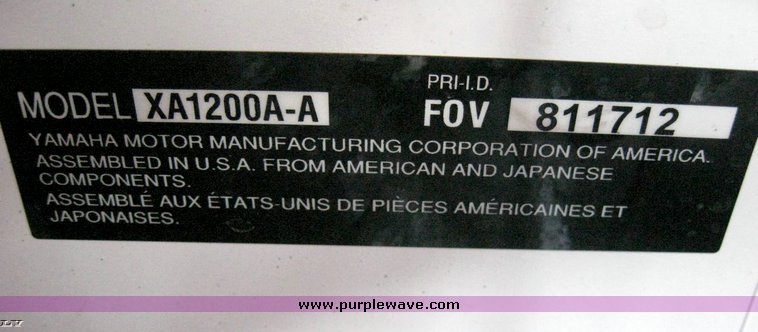 PRI-I.D.
MODEL XA1200A-A FOV 811712
YAMAHA MOTOR MANUFACTURING CORPORATION OF AMERICA.
ASSEMBLED IN U.S.A. FROM AMERICAN AND JAPANESE
COMPONENTS.
ASSEMBLÉ AUX ÉTATS-UNIS DE PIÈCES AMÉRICAINES ET
JAPONAISES.
www.purplewave.com